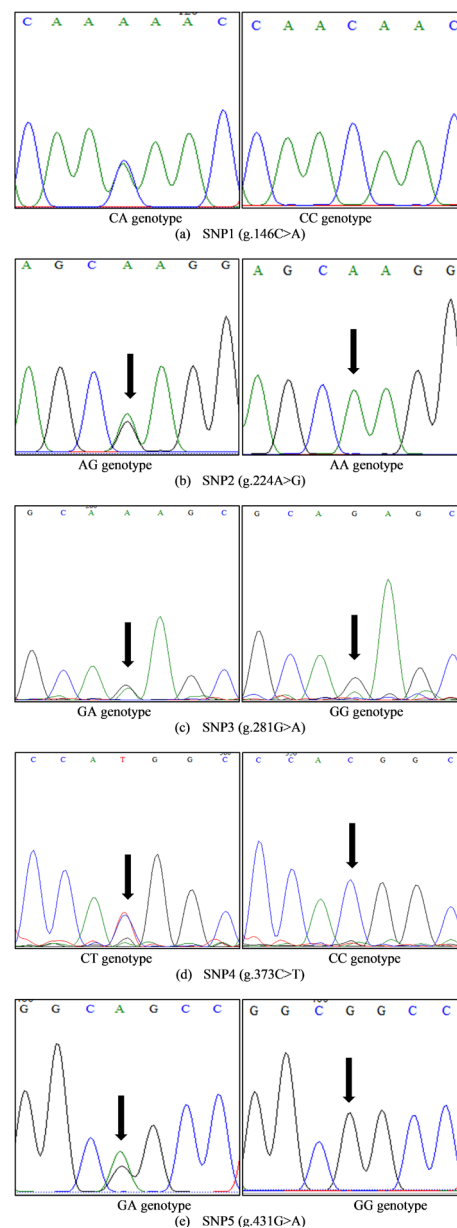 C A A A A A C C A A C A A C
CA genotype CC genotype
(a) SNP1 (g.146C>A)
A G C A A G G A G C A A G G
AG genotype AA genotype
(b) SNP2 (g.224A>G)
G C A A A G C G C A G A G C
GA genotype GG genotype
(c) SNP3 (g.281G>A)
C C A T G G C C C A C G G C
CT genotype CC genotype
(d) SNP4 (g.373C>T)
G G C A G C C G G C G G C C
GA genotype GG genotype
(e) SNP5 (g.431G>A)